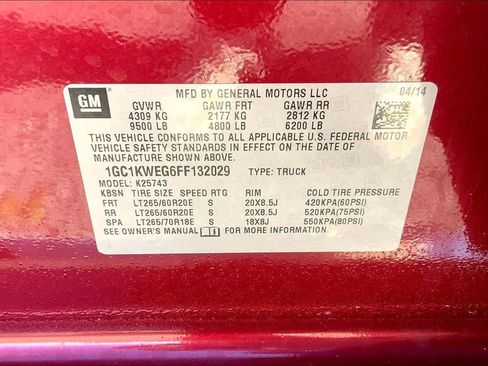 GM
MFD BY GENERAL MOTORS LLC 04/14
GVWR GAWR FRT GAWR RR
4309 KG 2177 KG 2812 KG
9500 LB 4800 LB 6200 LB
THIS VEHICLE CONFORMS TO ALL APPLICABLE U.S. FEDERAL MOTOR
VEHICLE SAFETY STANDARDS IN EFFECT ON THE DATE OF
MANUFACTURE SHOWN ABOVE.
1GC1KWEG6FF132029 TYPE: TRUCK
MODEL: K25743
KBSN TIRE SIZE SPEED RTG RIM COLD TIRE PRESSURE
FRT LT265/60R20E S 20X8.5J 420KPA(60PSI)
RR LT265/60R20E S 20X8.5J 520KPA(75PSI)
SPA LT265/70R18E S 18X8J 550KPA(80PSI)
SEE OWNER'S MANUAL FOR MORE INFORMATION.